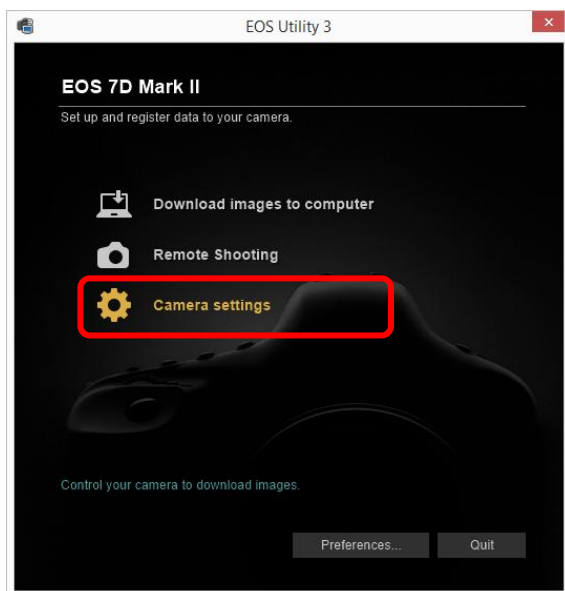 EOS Utility 3
EOS 7D Mark II
Set up and register data to your camera.
Download images to computer
Remote Shooting
Camera settings
Control your camera to download images.
Preferences... Quit